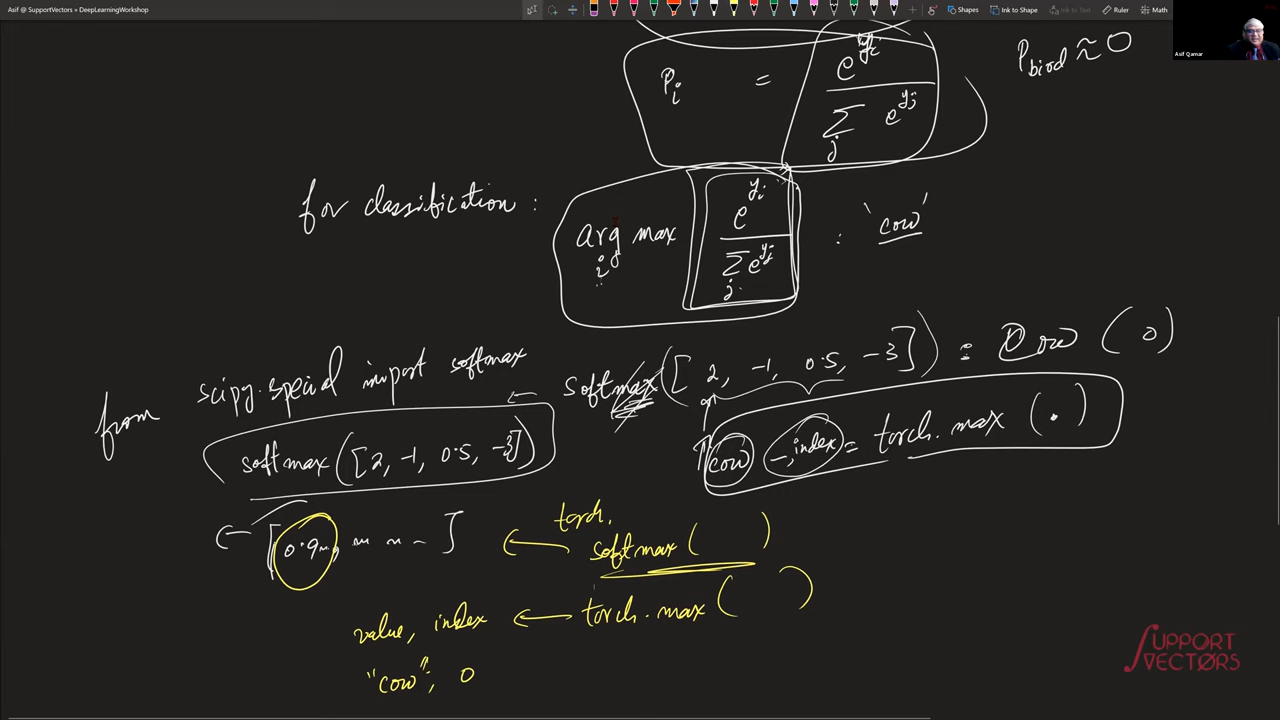 Asif @ SupportVectors » DeepLearningWorkshop
Shapes
Ink to Shape
Ink to Text
Ruler
Math
Asif Qamar
P_i = e^{y_i} / Σ_j e^{y_j}
P_bird ≈ 0
for classification : arg max_i e^{y_i} / Σ_j e^{y_j} : 'cow'
from scipy.special import softmax
softmax([2, -1, 0.5, -3]) : Cow (0)
softmax([2, -1, 0.5, -3])
cow -, index = torch.max(.)
torch.
softmax( )
value, index ← torch.max( )
"cow", 0
SUPPORT
VECTORS